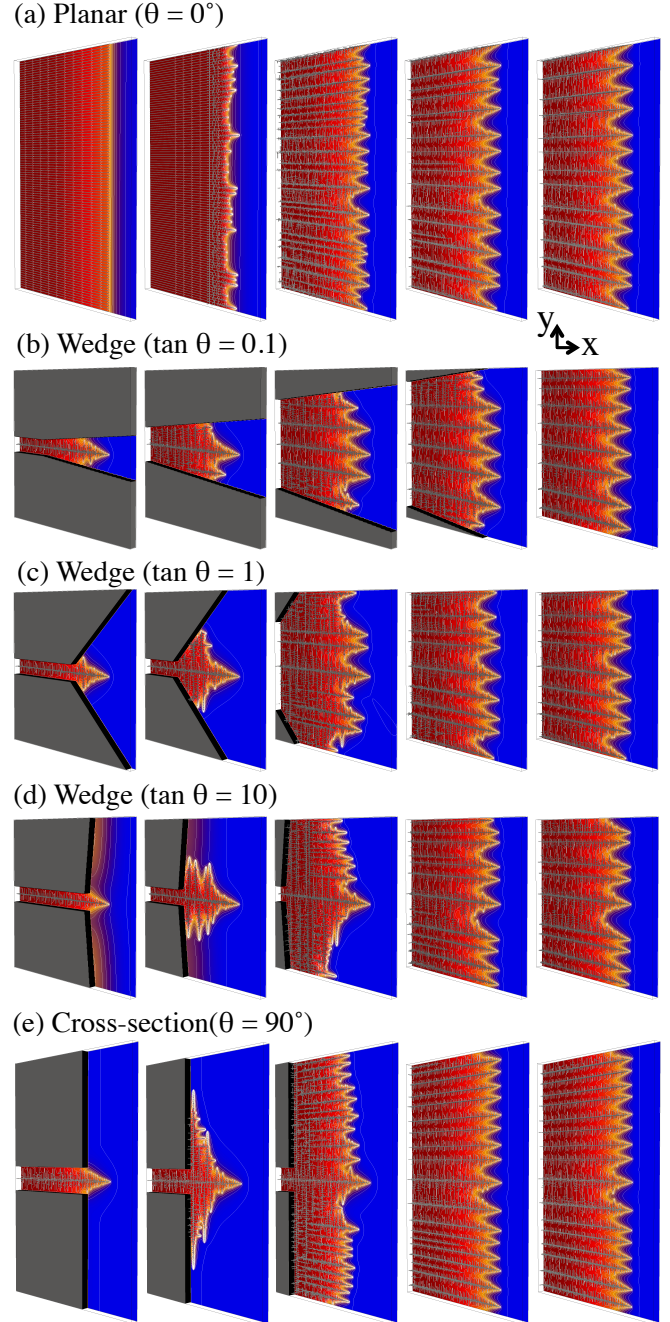 (a) Planar (θ = 0˚)
y
x
(b) Wedge (tan θ = 0.1)
(c) Wedge (tan θ = 1)
(d) Wedge (tan θ = 10)
(e) Cross-section(θ = 90˚)